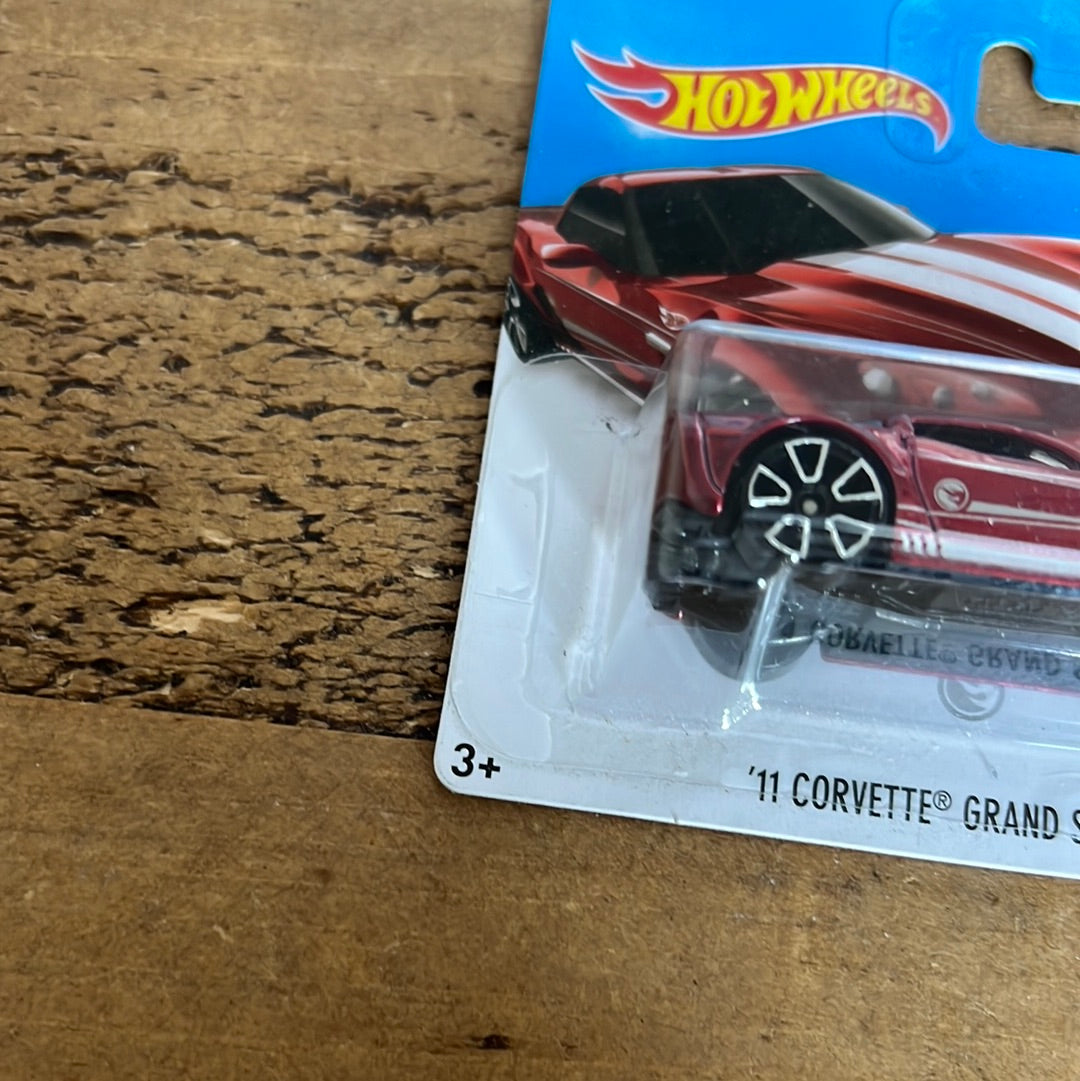 HOT WHEELS
CORVETTE® GRAND S
3+
'11 CORVETTE® GRAND S